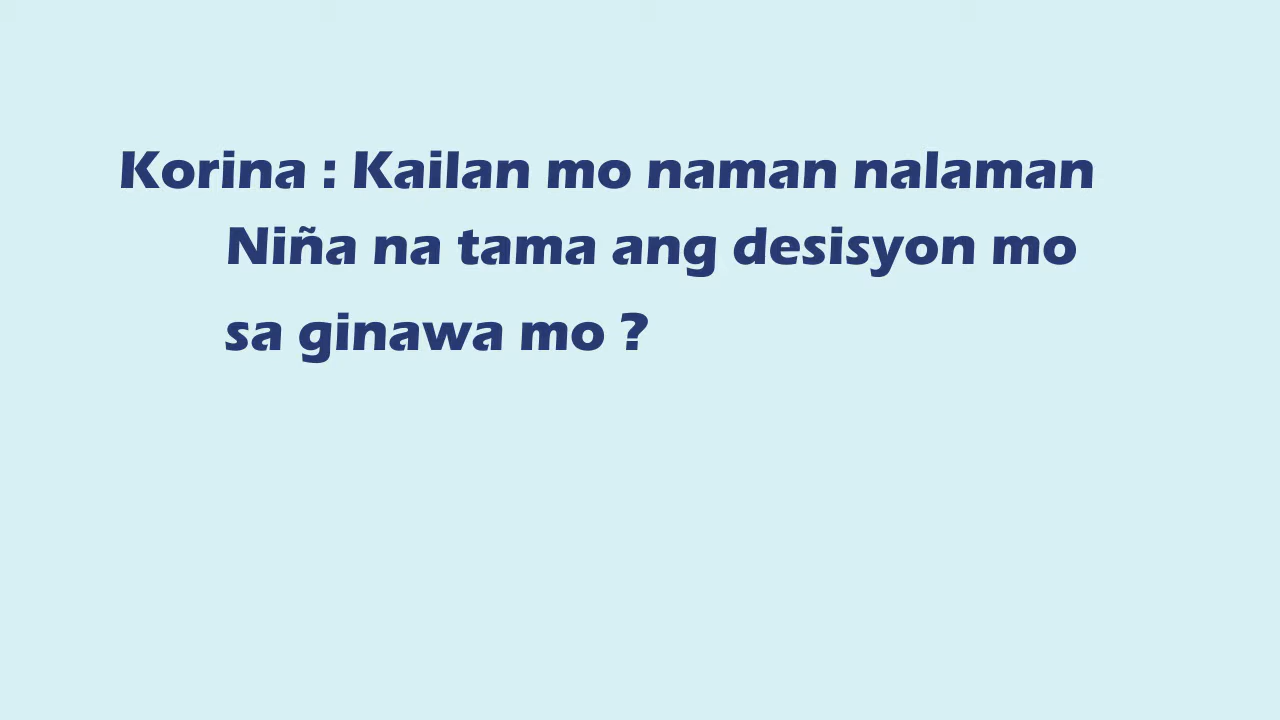 Korina : Kailan mo naman nalaman
Niña na tama ang desisyon mo
sa ginawa mo ?